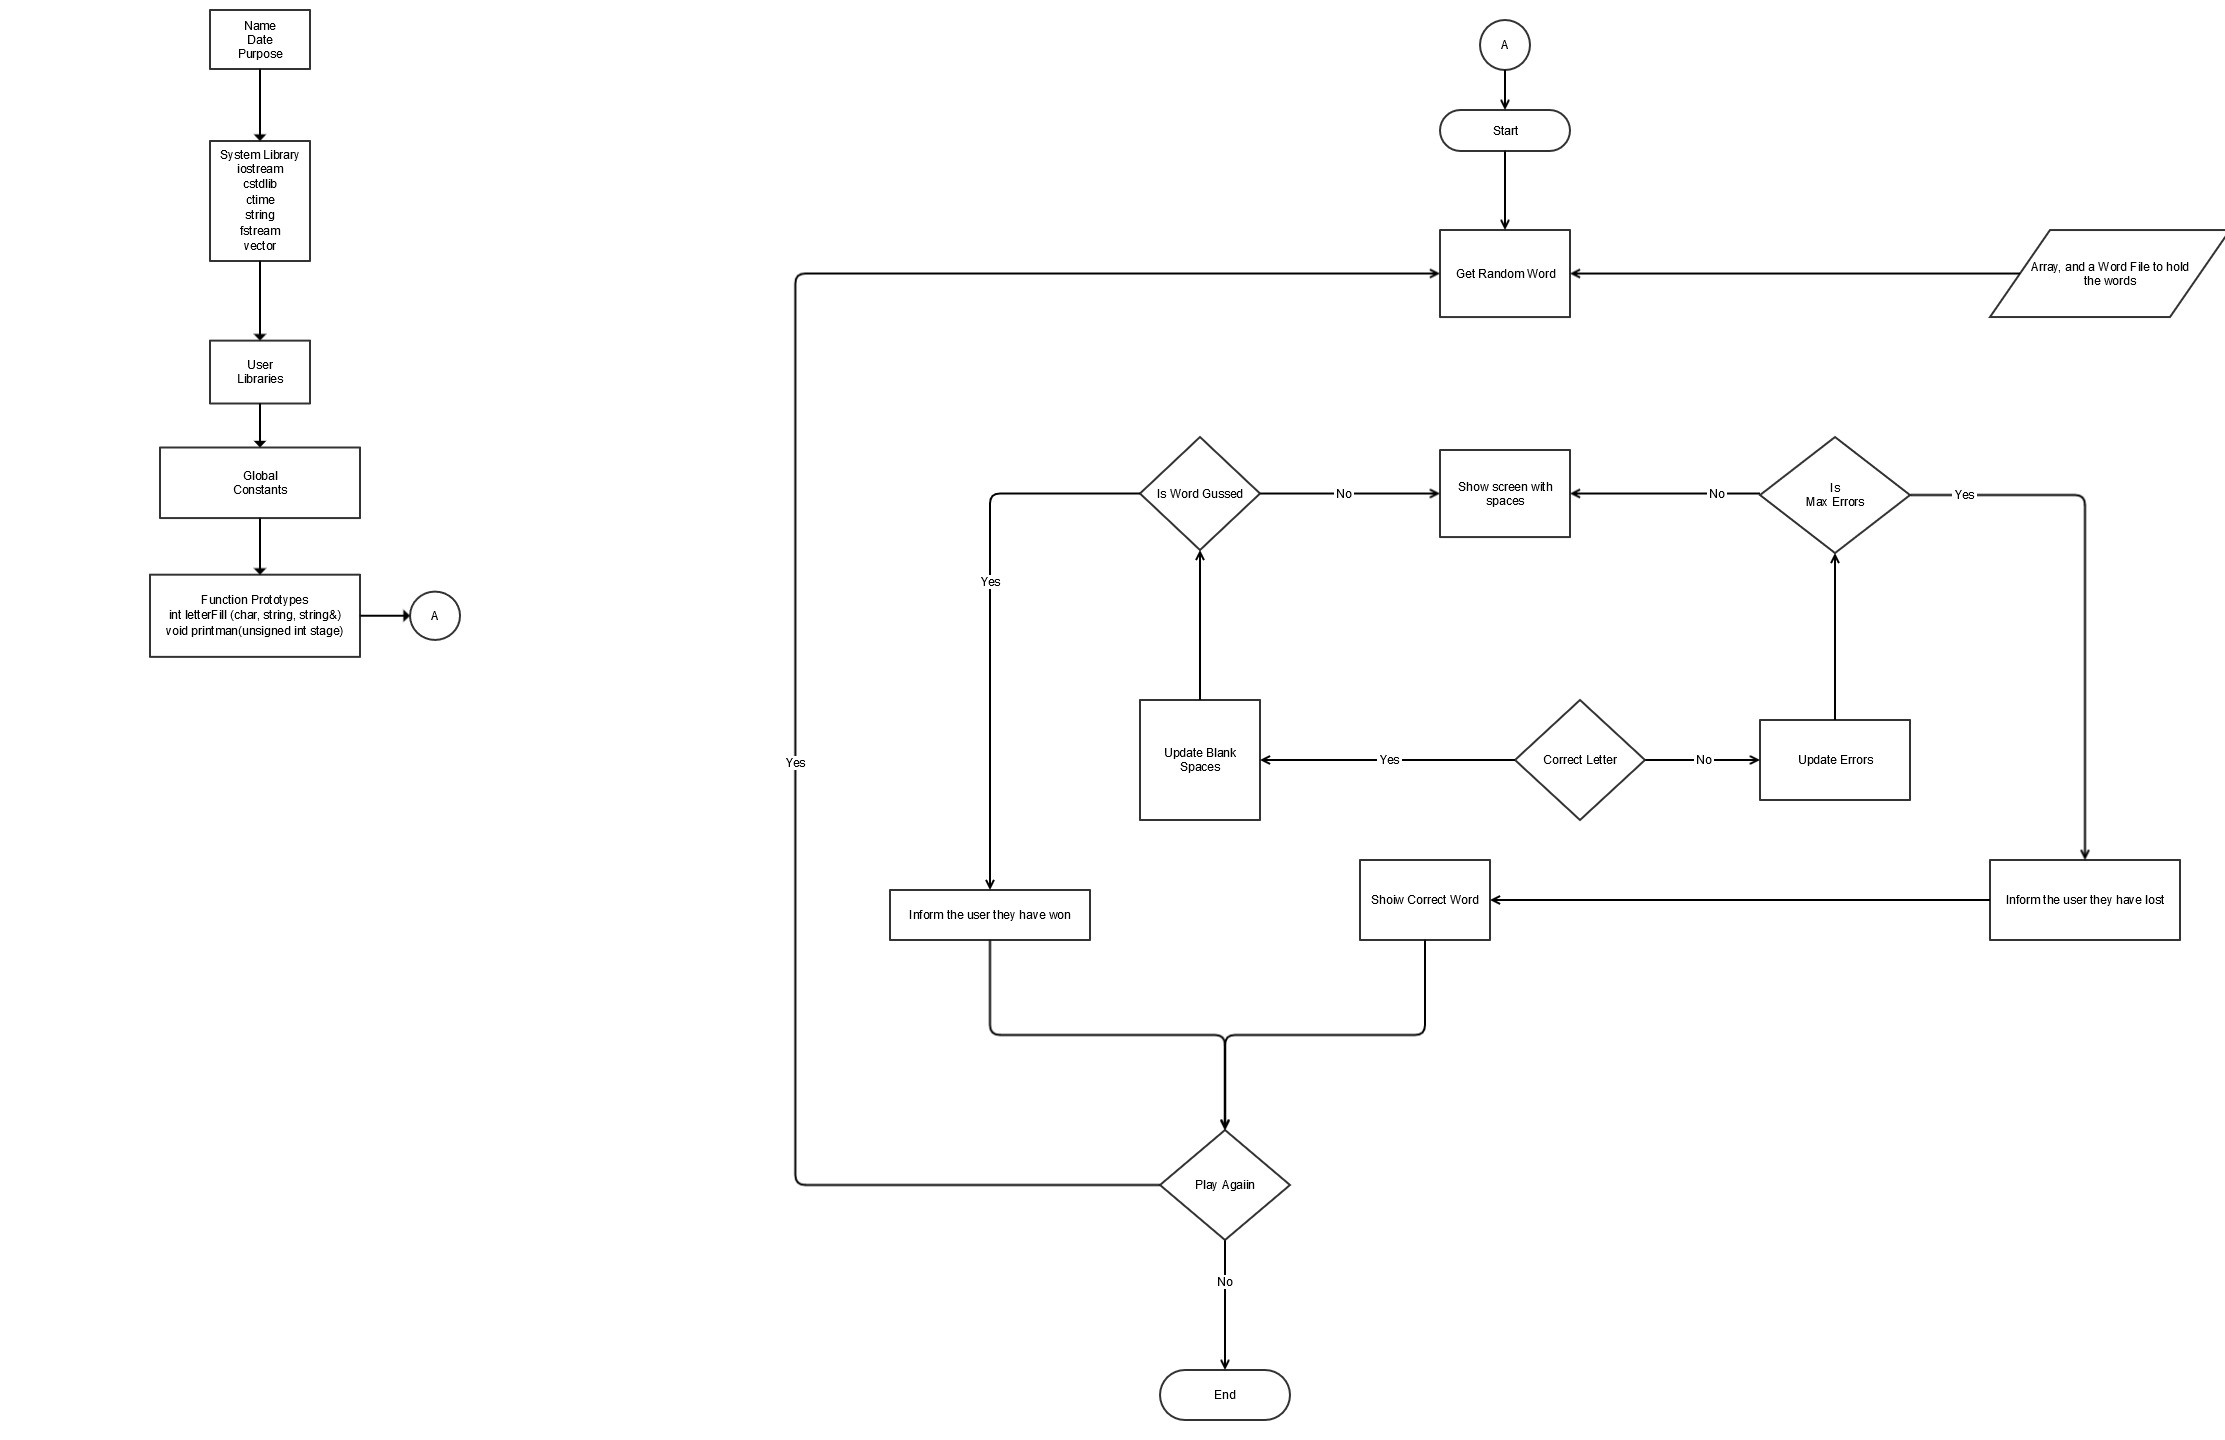 Name
Date
Purpose
System Library
iostream
cstdlib
ctime
string
fstream
vector
User
Libraries
Global
Constants
Function Prototypes
int letterFill (char, string, string&)
void printman(unsigned int stage)
A
A
Start
Get Random Word
Array, and a Word File to hold
the words
Is Word Gussed
No
Show screen with
spaces
No
Is
Max Errors
Yes
Yes
Update Blank
Spaces
Yes
Correct Letter
No
Update Errors
Yes
Inform the user they have won
Shoiw Correct Word
Inform the user they have lost
Play Agaiin
No
End